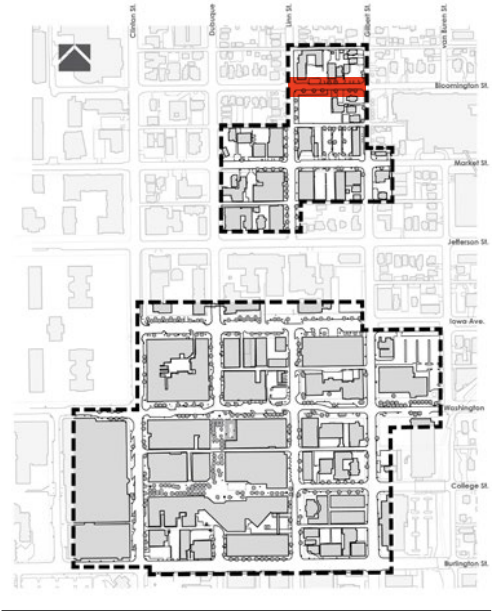 Clinton St.
Dubuque
Linn St.
Gilbert St.
van Buren St.
Bloomington St.
Market St.
Jefferson St.
Iowa Ave.
Washington
College St.
Burlington St.